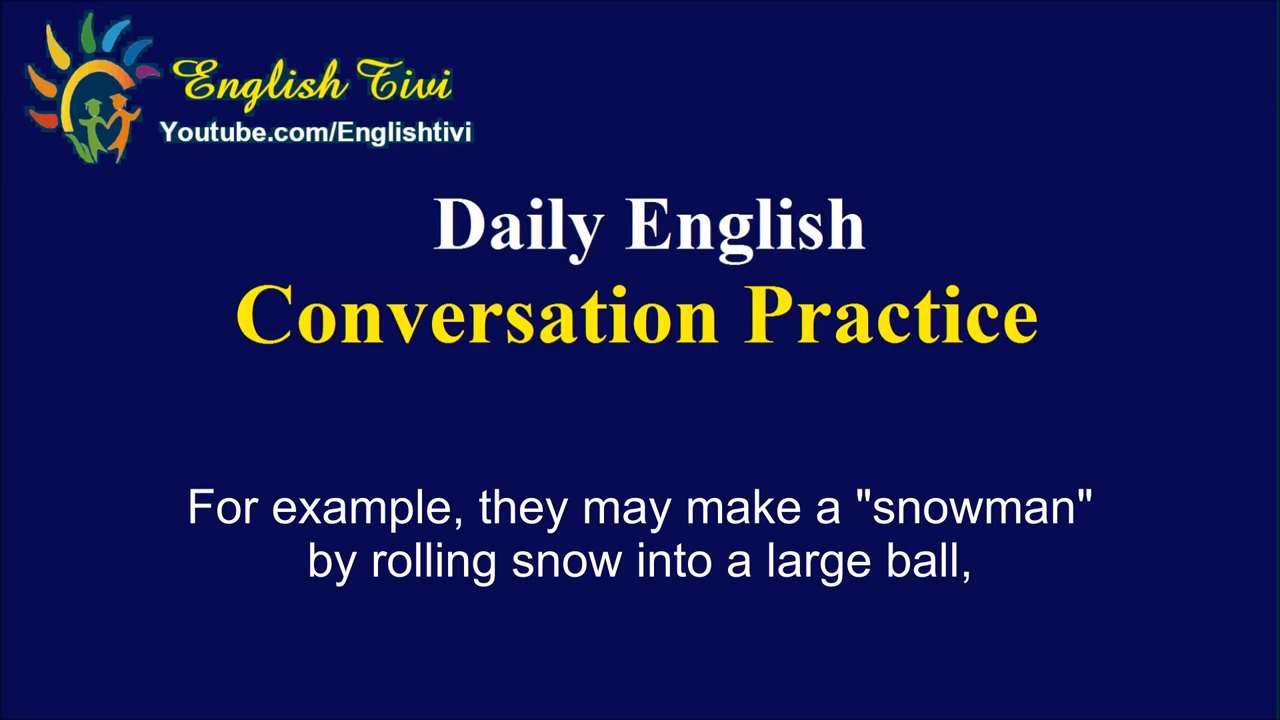 English Tivi
Youtube.com/Englishtivi
Daily English
Conversation Practice
For example, they may make a "snowman"
by rolling snow into a large ball,